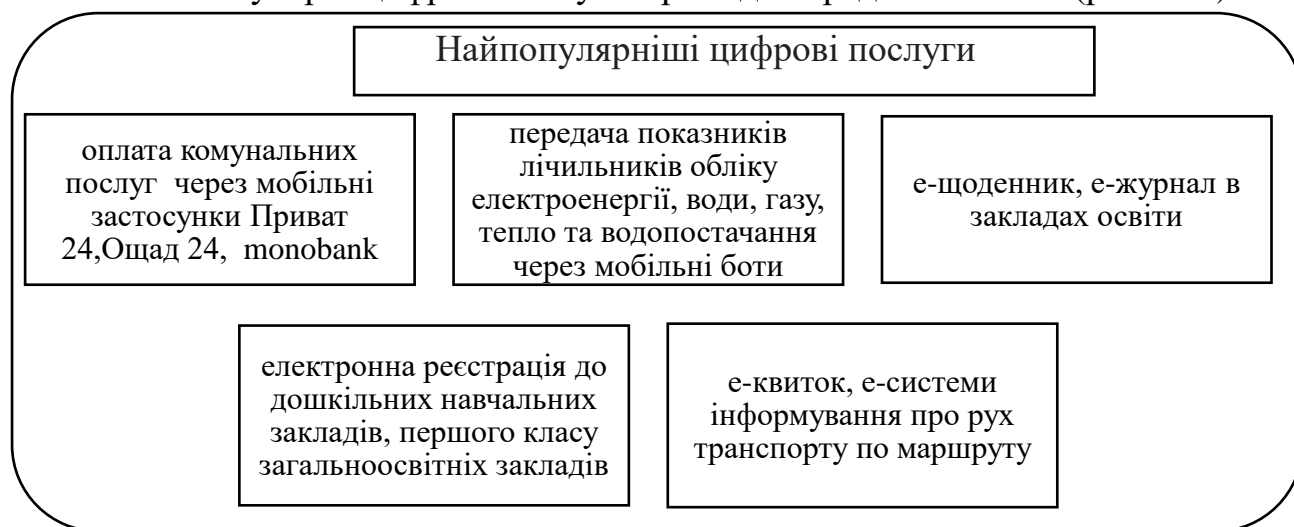 Найпопулярніші цифрові послуги
оплата комунальних
послуг через мобільні
застосунки Приват
24,Ощад 24, monobank
передача показників
лічильників обліку
електроенергії, води, газу,
тепло та водопостачання
через мобільні боти
е-щоденник, е-журнал в
закладах освіти
електронна реєстрація до
дошкільних навчальних
закладів, першого класу
загальноосвітніх закладів
е-квиток, е-системи
інформування про рух
транспорту по маршруту